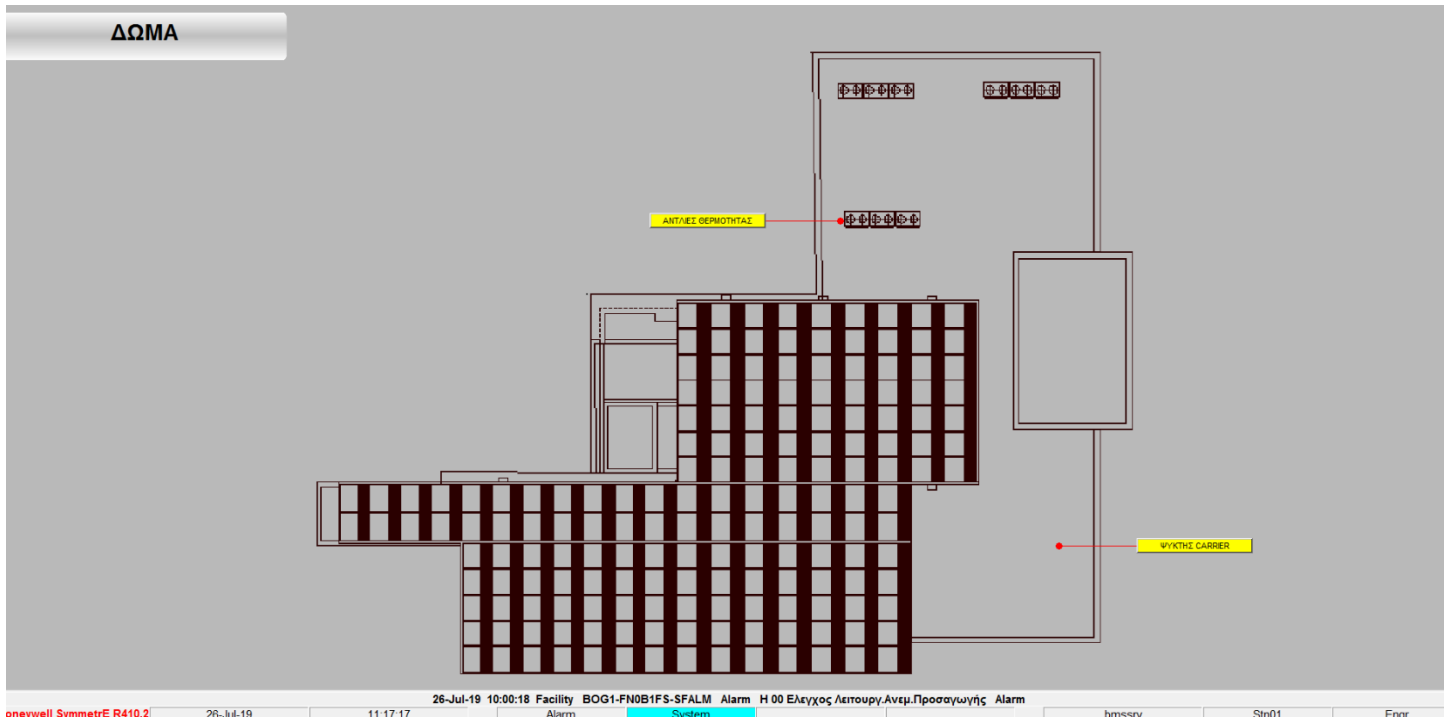 ΔΩΜΑ
ΑΝΤΛΙΕΣ ΘΕΡΜΟΤΗΤΑΣ
ΨΥΚΤΗΣ CARRIER
26-Jul-19 10:00:18 Facility BOG1-FN0B1FS-SFALM Alarm H 00 Ελεγχος Λειτουργ.Ανεμ.Προσαγωγής Alarm
oneywell SymmetrE R410.2 26-Jul-19 11:17:17 Alarm System bmssrv Stn01 Engr